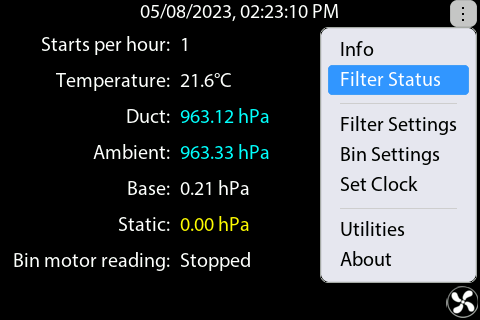 05/08/2023, 02:23:10 PM
Starts per hour: 1
Temperature: 21.6°C
Duct: 963.12 hPa
Ambient: 963.33 hPa
Base: 0.21 hPa
Static: 0.00 hPa
Bin motor reading: Stopped
Info
Filter Status
Filter Settings
Bin Settings
Set Clock
Utilities
About